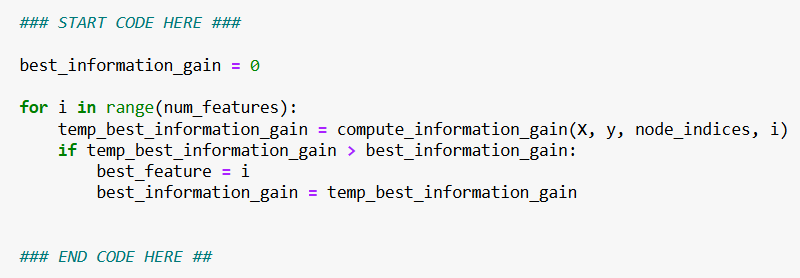 ### START CODE HERE ###
best_information_gain = 0
for i in range(num_features):
    temp_best_information_gain = compute_information_gain(X, y, node_indices, i)
    if temp_best_information_gain > best_information_gain:
        best_feature = i
        best_information_gain = temp_best_information_gain
### END CODE HERE ##